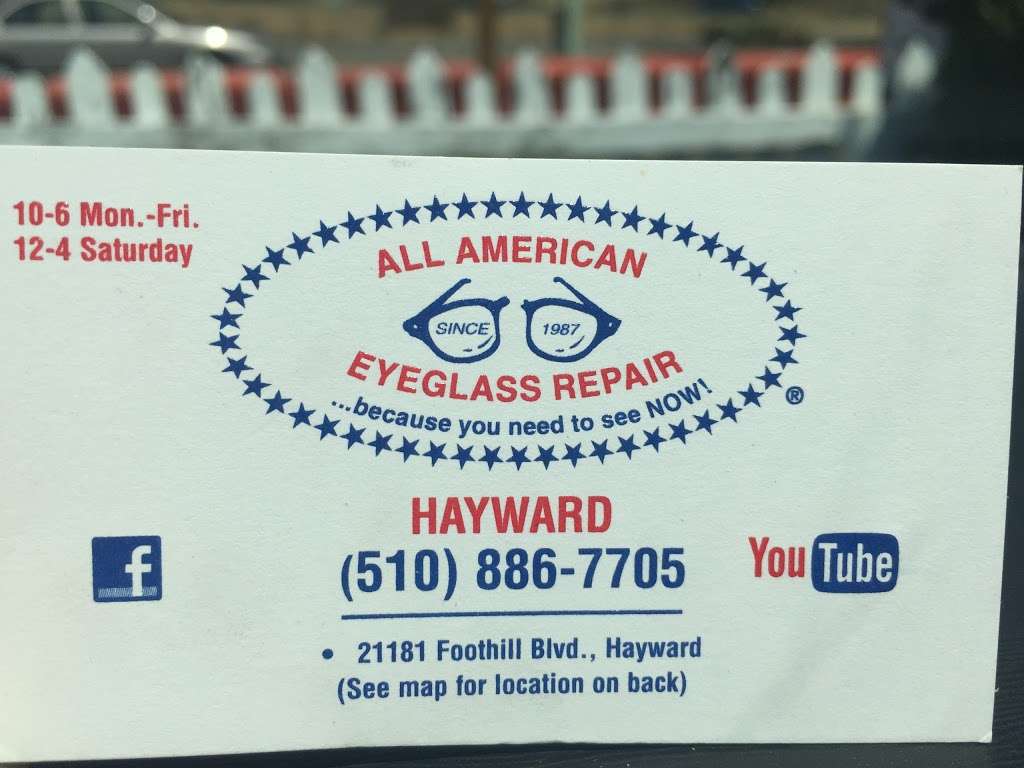 10-6 Mon.-Fri.
12-4 Saturday
ALL AMERICAN
SINCE 1987
EYEGLASS REPAIR
...because you need to see NOW!
®
HAYWARD
(510) 886-7705
f
YouTube
• 21181 Foothill Blvd., Hayward
(See map for location on back)